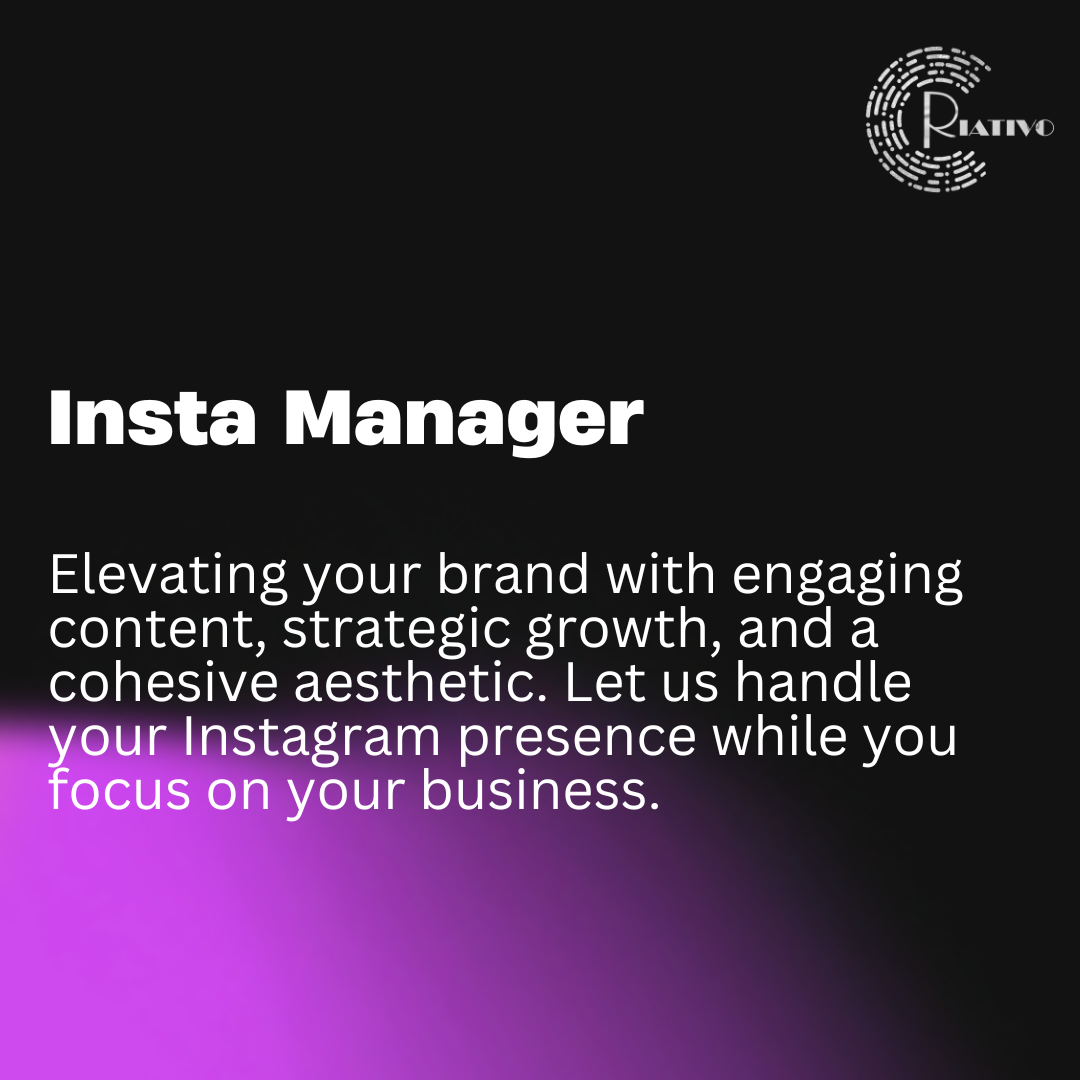 CRIATIVO
Insta Manager
Elevating your brand with engaging
content, strategic growth, and a
cohesive aesthetic. Let us handle
your Instagram presence while you
focus on your business.